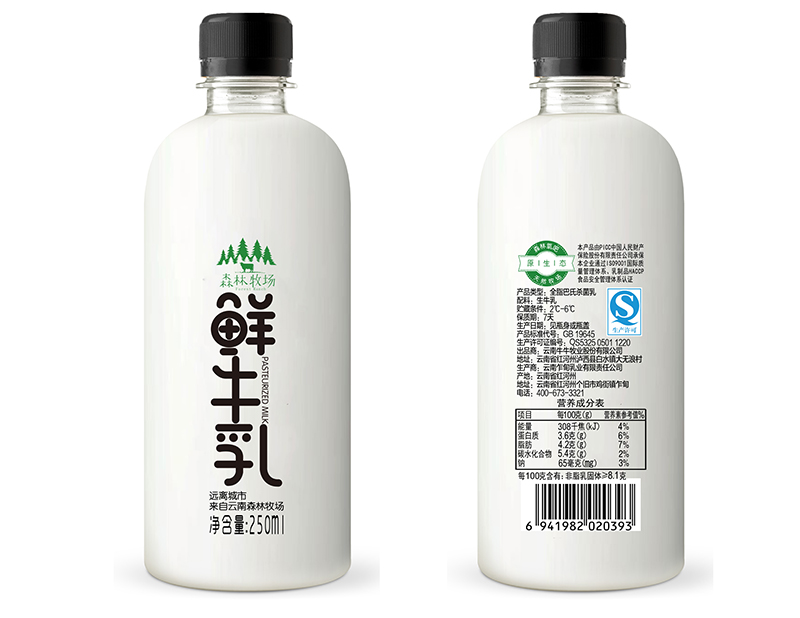 森林牧场
Forest Ranch
鲜牛乳
PASTEURIZED MILK
远离城市
来自云南森林牧场
净含量:250ml
森林氧吧
原生态
天然牧场
本产品由PICC中国人民财产
保险股份有限责任公司承保
本企业通过ISO9001国际质
量管理体系、乳制品HACCP
食品安全管理体系认证
产品类型：全脂巴氏杀菌乳
配料：生牛乳
贮藏条件：2℃-6℃
保质期：7天
生产日期：见瓶身或瓶盖
产品标准代号：GB 19645
生产许可证编号：QS5325 0501 1220
出品商：云南牛牛牧业股份有限公司
地址：云南省红河州泸西县白水镇大无浪村
生产商：云南乍甸乳业有限责任公司
产地：云南省红河州
地址：云南省红河州个旧市鸡街镇乍甸
电话：400-673-3321
QS
生产许可
营养成分表
项目 每100克(g) 营养素参考值%
能量 308千焦(kJ) 4%
蛋白质 3.6克(g) 6%
脂肪 4.2克(g) 7%
碳水化合物 5.4克(g) 2%
钠 65毫克(mg) 3%
每100克含有：非脂乳固体≥8.1克
6 941982 020393